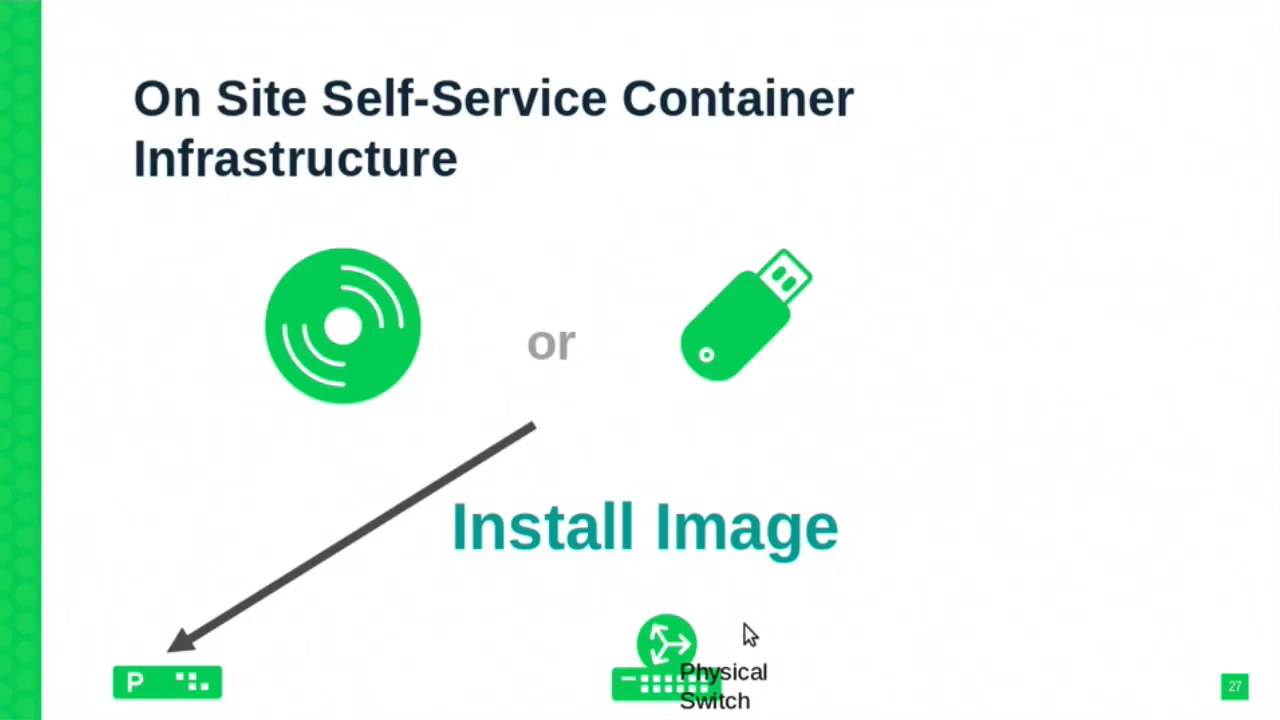 On Site Self-Service Container
Infrastructure
or
Install Image
P
Physical
Switch
27